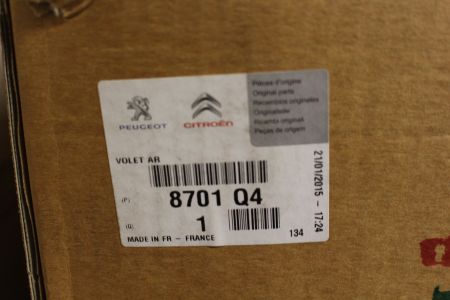 PEUGEOT
CITROËN
Pièces d'origine
Original parts
Recambios originales
Originalteile
Ricambi originali
Peças de origem
VOLET AR
(P) 8701 Q4
(Q) 1
MADE IN FR - FRANCE
134
21/01/2015 - 17:24